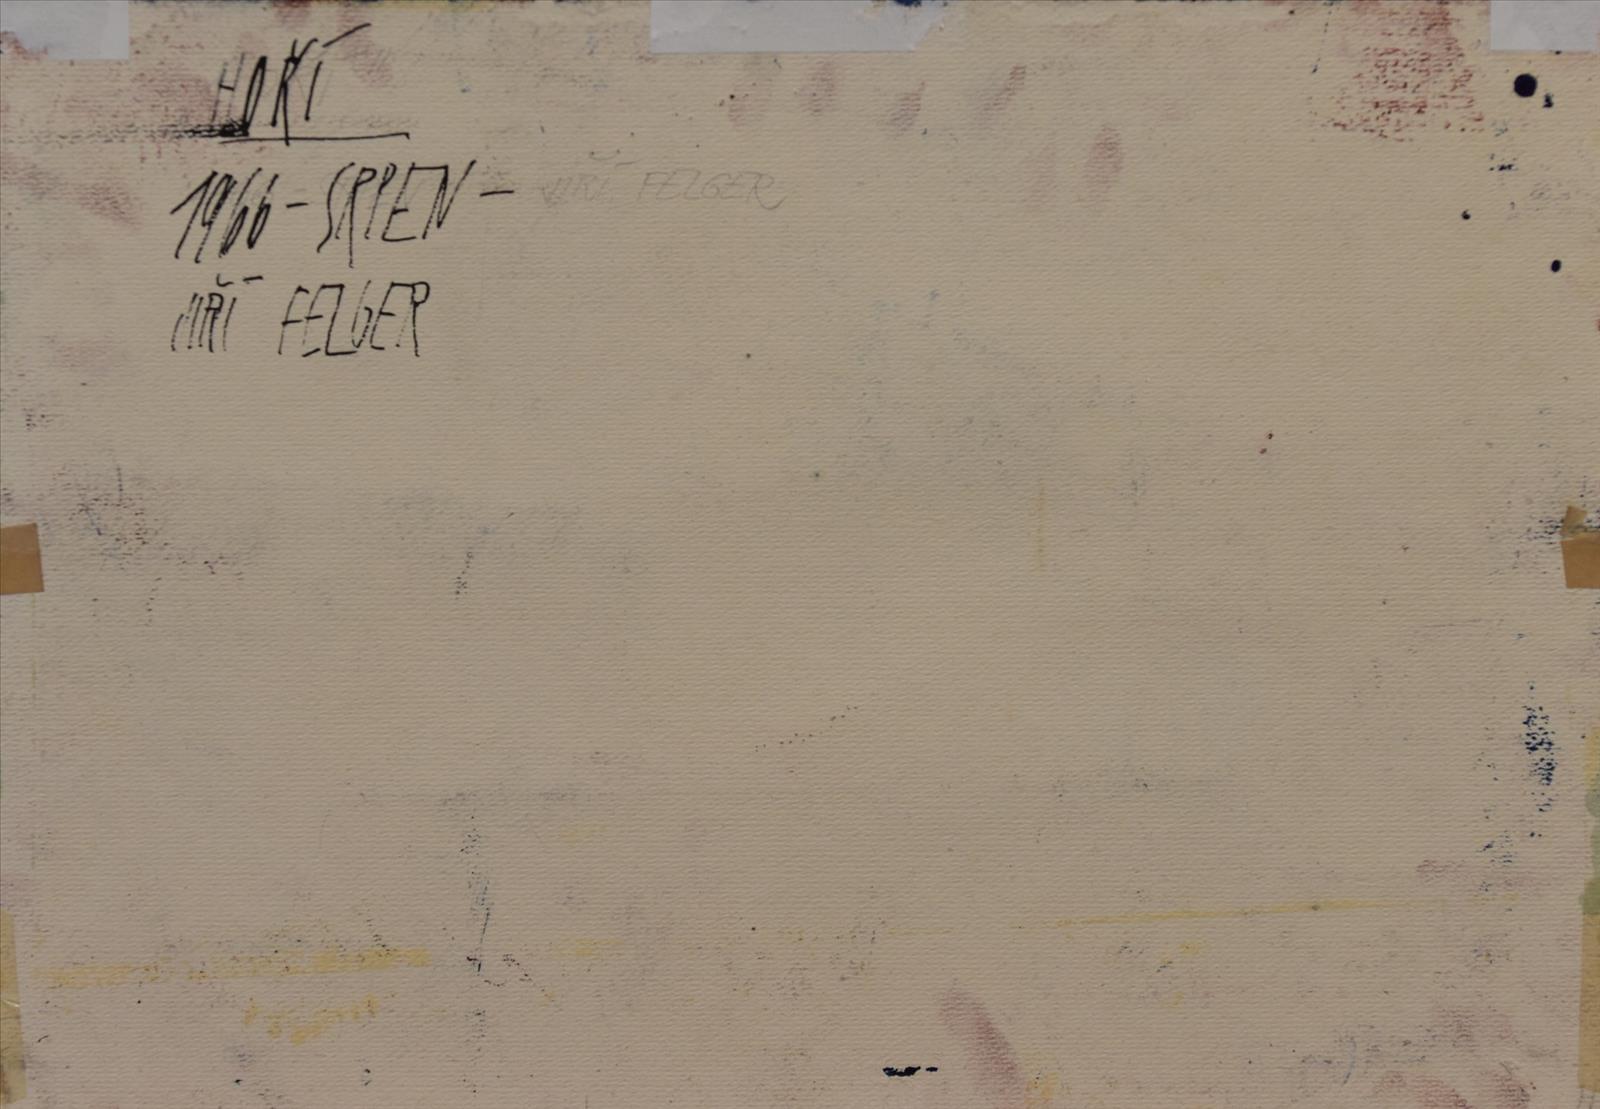 HOŘÍ
1966 - SRPEN - JIŘÍ FELGER
JIŘÍ FELGER